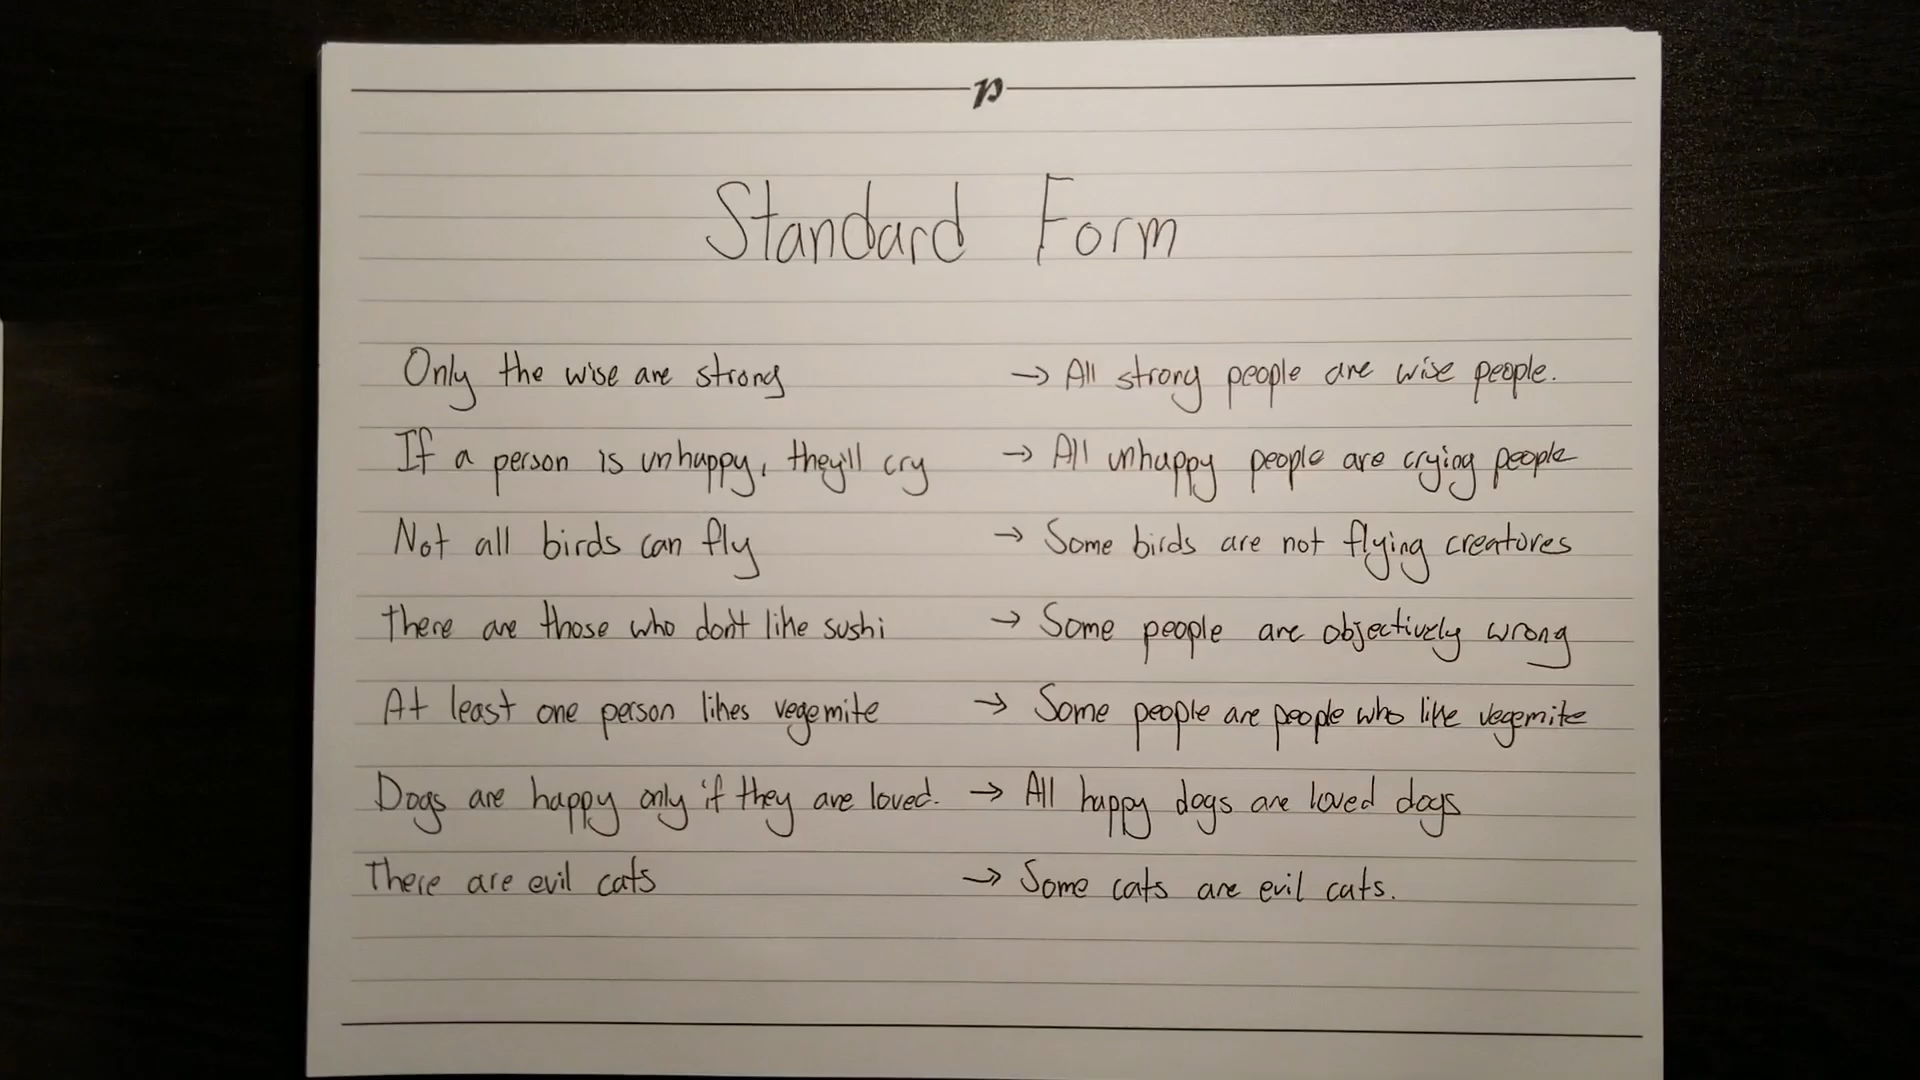 p
Standard Form
Only the wise are strong → All strong people are wise people.
If a person is unhappy, they'll cry → All unhappy people are crying people
Not all birds can fly → Some birds are not flying creatures
There are those who don't like sushi → Some people are objectively wrong
At least one person likes vegemite → Some people are people who like vegemite
Dogs are happy only if they are loved. → All happy dogs are loved dogs
There are evil cats → Some cats are evil cats.